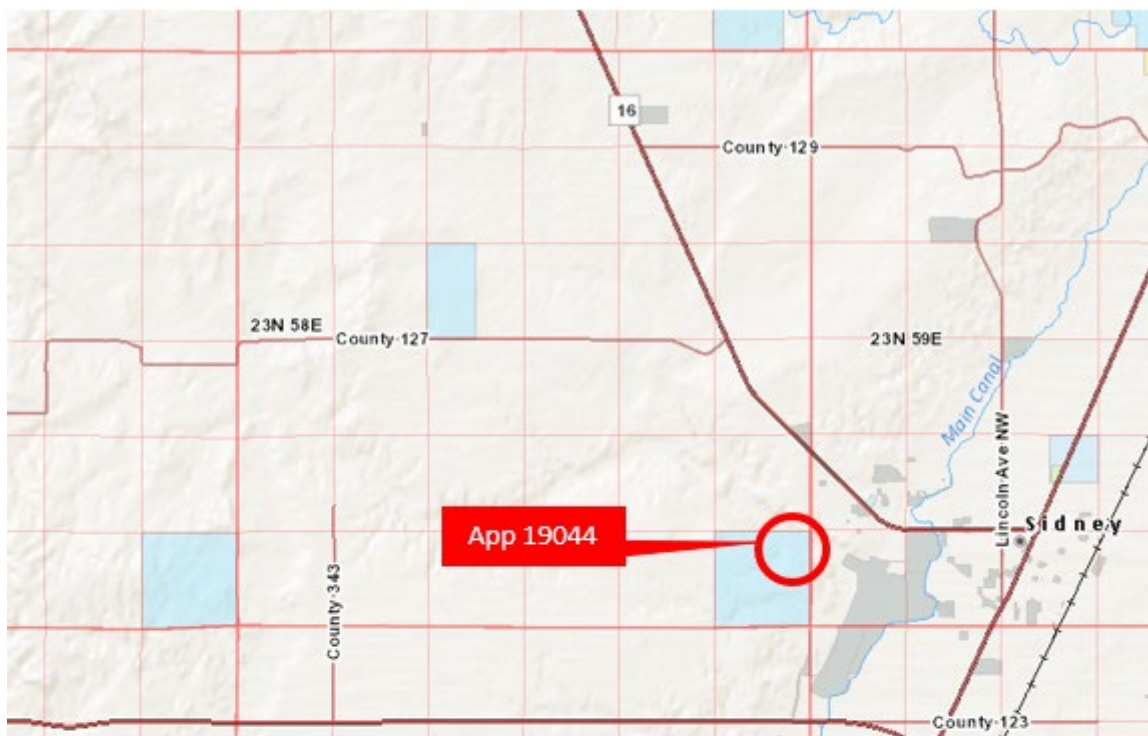 16
County 129
23N 58E
County 127
23N 59E
Main Canal
Lincoln Ave NW
App 19044
Sidney
County 343
County 123